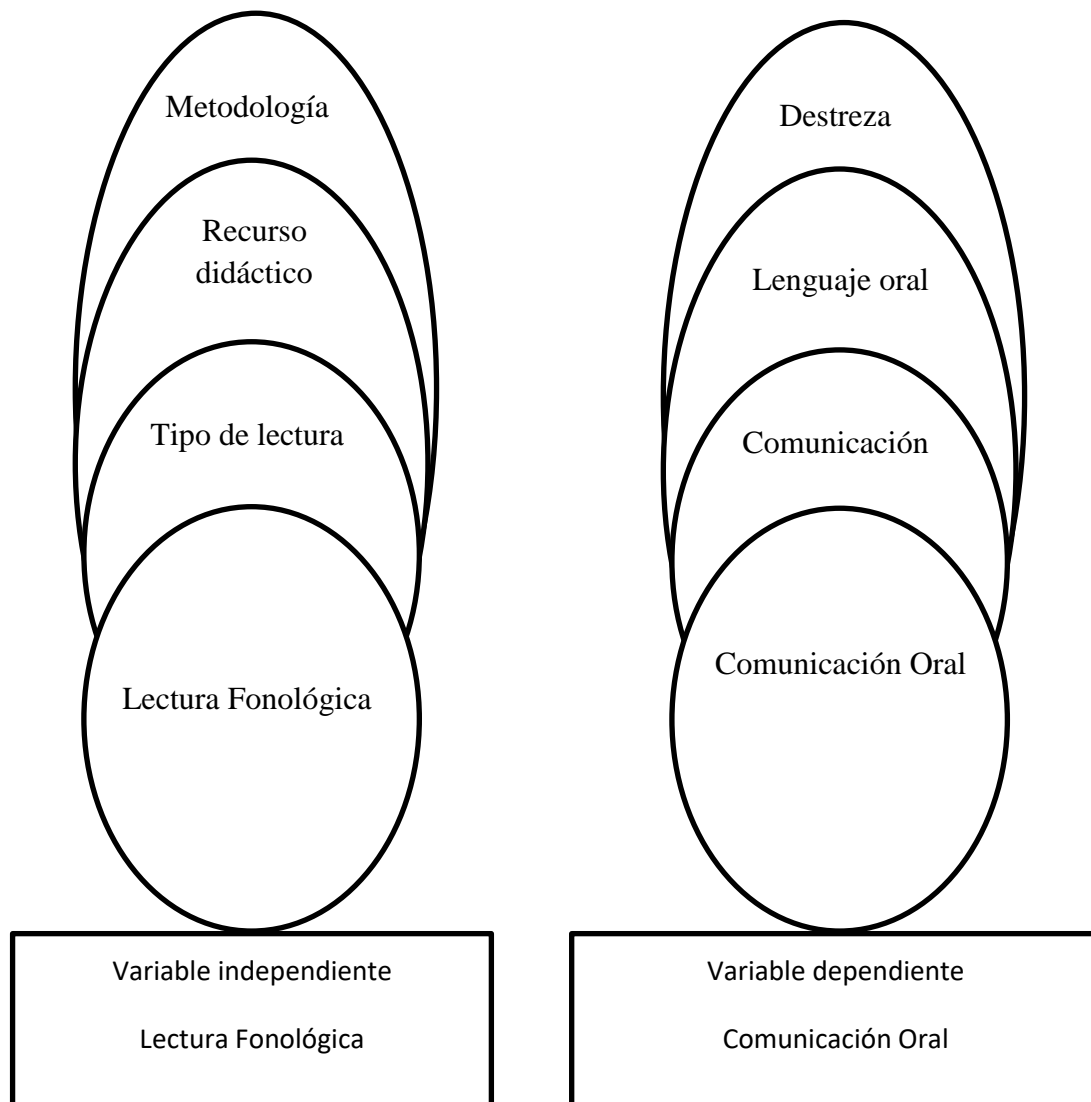 Metodología
Recurso
didáctico
Tipo de lectura
Lectura Fonológica
Variable independiente
Lectura Fonológica
Destreza
Lenguaje oral
Comunicación
Comunicación Oral
Variable dependiente
Comunicación Oral